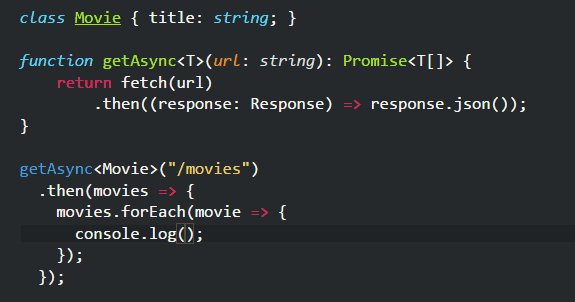 class Movie { title: string; }
function getAsync<T>(url: string): Promise<T[]> {
    return fetch(url)
        .then((response: Response) => response.json());
}
getAsync<Movie>("/movies")
  .then(movies => {
    movies.forEach(movie => {
      console.log();
    });
  });